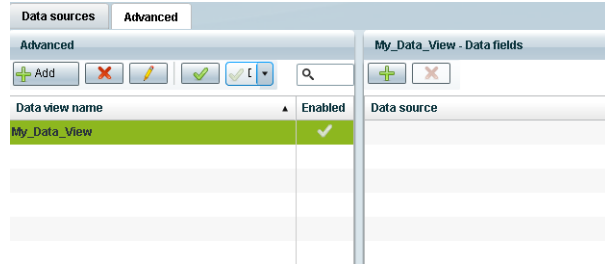 Data sources Advanced
Advanced
My_Data_View - Data fields
Add
Data view name Enabled
Data source
My_Data_View